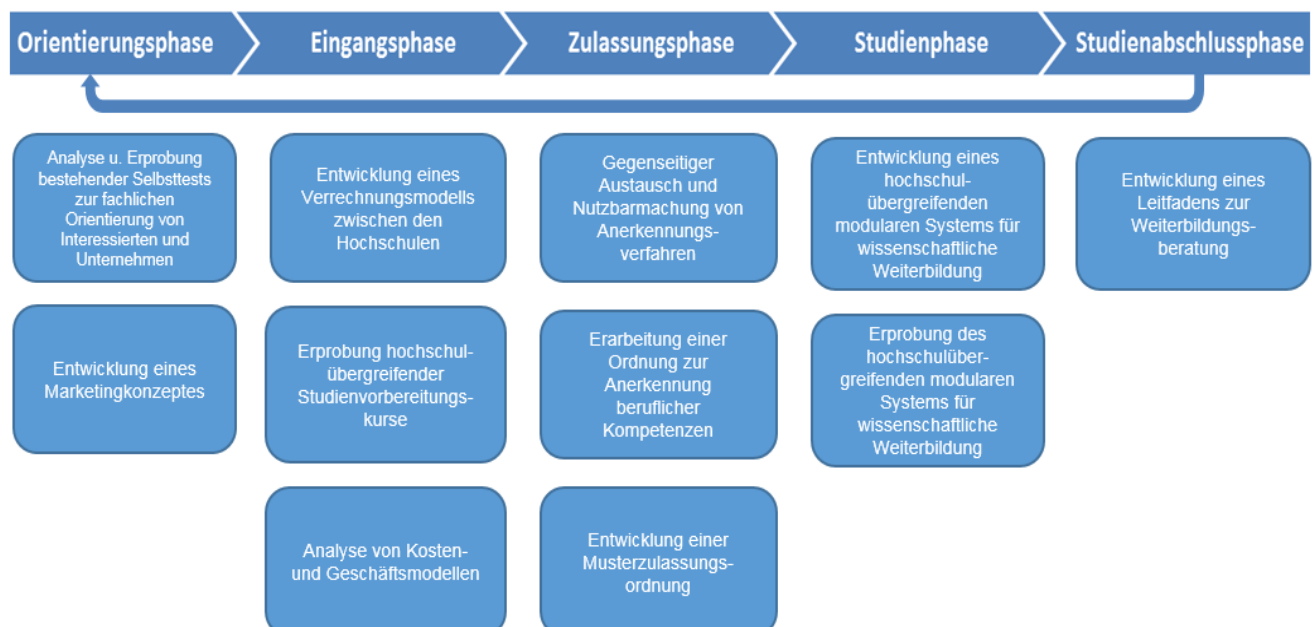 Orientierungsphase
Eingangsphase
Zulassungsphase
Studienphase
Studienabschlussphase
Analyse u. Erprobung
bestehender Selbsttests
zur fachlichen
Orientierung von
Interessierten und
Unternehmen
Entwicklung eines
Verrechnungsmodells
zwischen den
Hochschulen
Gegenseitiger
Austausch und
Nutzbarmachung von
Anerkennungs-
verfahren
Entwicklung eines
hochschul-
übergreifenden
modularen Systems für
wissenschaftliche
Weiterbildung
Entwicklung eines
Leitfadens zur
Weiterbildungs-
beratung
Entwicklung eines
Marketingkonzeptes
Erprobung hochschul-
übergreifender
Studienvorbereitungs-
kurse
Erarbeitung einer
Ordnung zur
Anerkennung
beruflicher
Kompetenzen
Erprobung des
hochschulüber-
greifenden modularen
Systems für
wissenschaftliche
Weiterbildung
Analyse von Kosten-
und Geschäftsmodellen
Entwicklung einer
Musterzulassungs-
ordnung